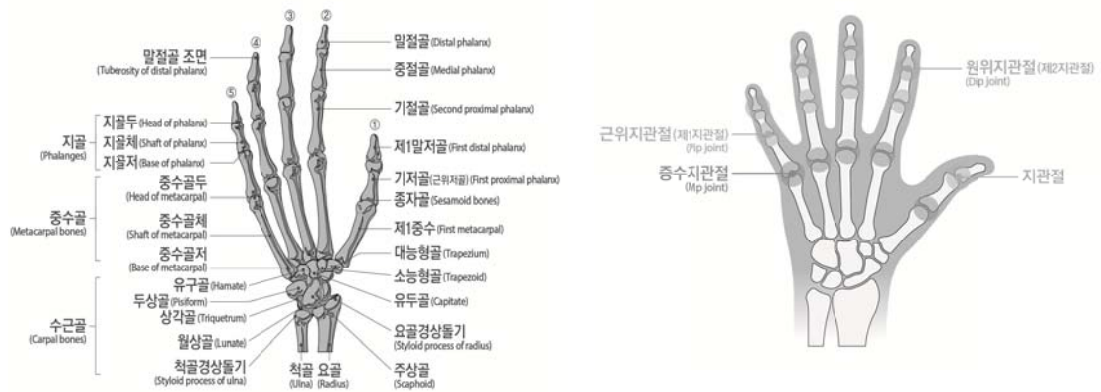 ③
②
④
⑤
①
말절골 조면
(Tuberosity of distal phalanx)
지골
(Phalanges)
지골두 (Head of phalanx)
지골체 (Shaft of phalanx)
지골저 (Base of phalanx)
중수골
(Metacarpal bones)
중수골두
(Head of metacarpal)
중수골체
(Shaft of metacarpal)
중수골저
(Base of metacarpal)
수근골
(Carpal bones)
유구골 (Hamate)
두상골 (Pisiform)
삼각골 (Triquetrum)
월상골 (Lunate)
척골경상돌기
(Styloid process of ulna)
척골
(Ulna)
요골
(Radius)
말절골 (Distal phalanx)
중절골 (Medial phalanx)
기절골 (Second proximal phalanx)
제1말저골 (First distal phalanx)
기저골(근위저골) (First proximal phalanx)
종자골 (Sesamoid bones)
제1중수 (First metacarpal)
대능형골 (Trapezium)
소능형골 (Trapezoid)
유두골 (Capitate)
요골경상돌기
(Styloid process of radius)
주상골
(Scaphoid)
원위지관절 (제2지관절)
(Dip joint)
근위지관절 (제1지관절)
(Pip joint)
증수지관절
(Mp joint)
지관절